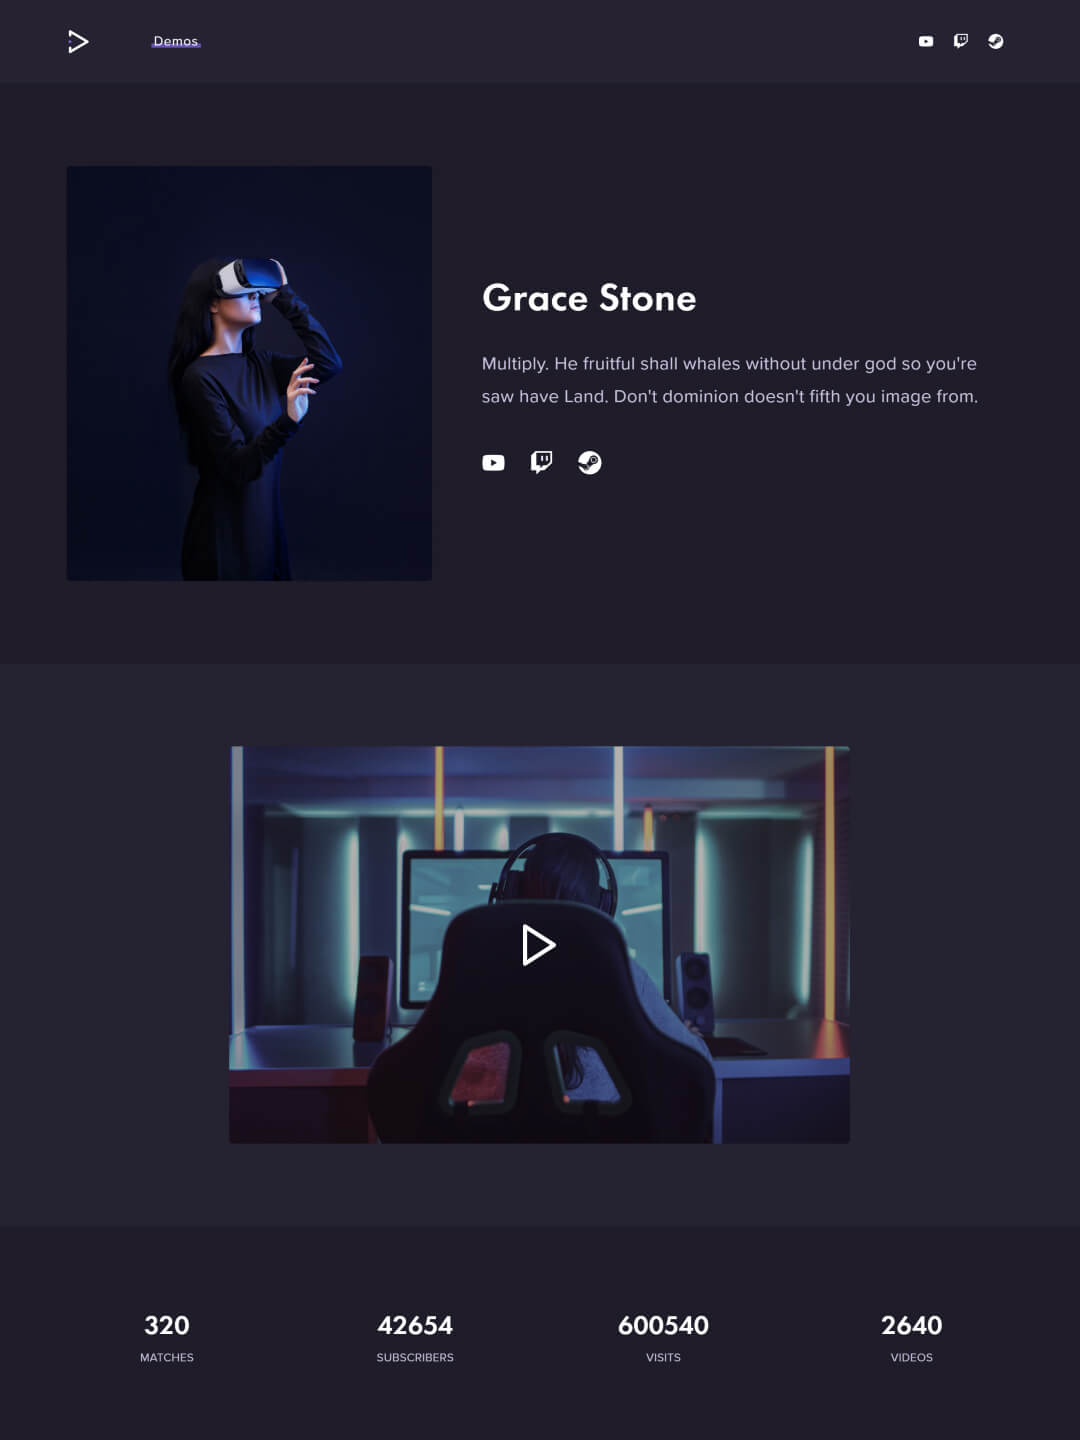 Demos
Grace Stone
Multiply. He fruitful shall whales without under god so you're
saw have Land. Don't dominion doesn't fifth you image from.
320
MATCHES
42654
SUBSCRIBERS
600540
VISITS
2640
VIDEOS